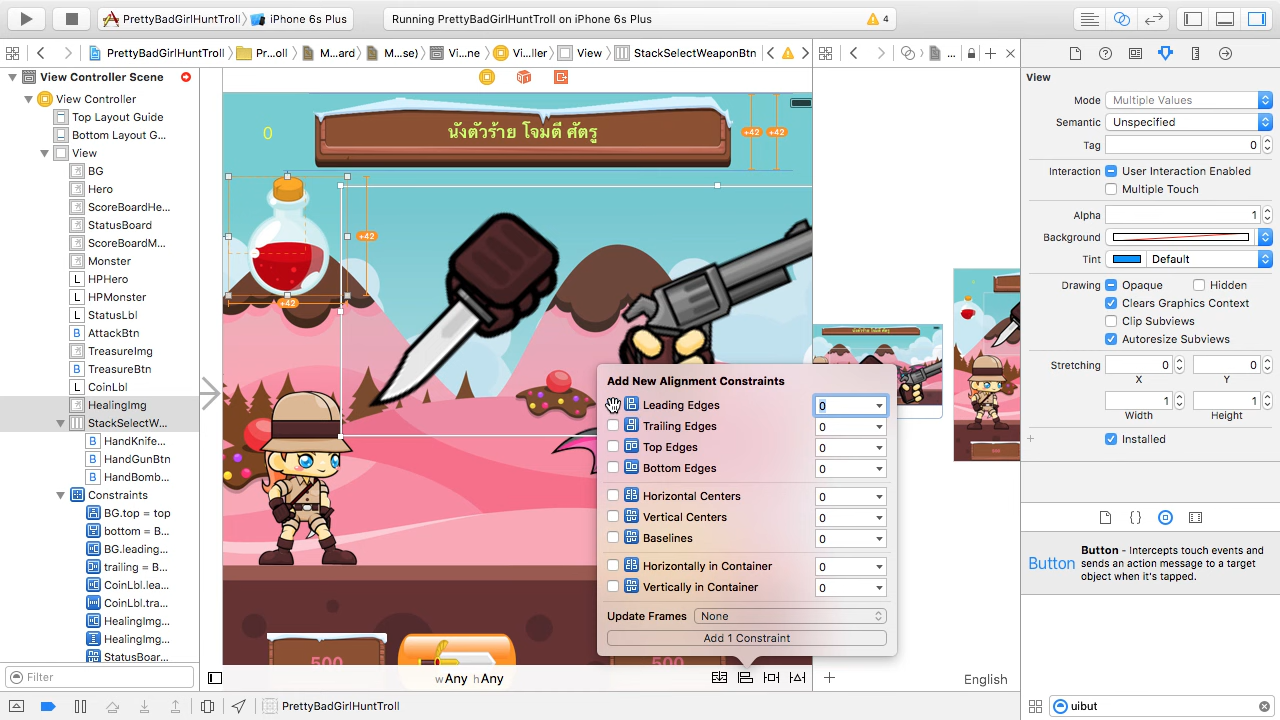 PrettyBadGirlHuntTroll
iPhone 6s Plus
Running PrettyBadGirlHuntTroll on iPhone 6s Plus
4
PrettyBadGirlHuntTroll
Pr...oll
M...ard
M...se)
Vi...ne
Vi...ller
View
StackSelectWeaponBtn
...
View Controller Scene
View Controller
Top Layout Guide
Bottom Layout G...
View
BG
Hero
ScoreBoardHe...
StatusBoard
ScoreBoardM...
Monster
L HPHero
L HPMonster
L StatusLbl
B AttackBtn
TreasureImg
B TreasureBtn
L CoinLbl
HealingImg
StackSelectW...
B HandKnife...
B HandGunBtn
B HandBomb...
Constraints
BG.top = top
bottom = B...
BG.leading...
trailing = B...
CoinLbl.lea...
CoinLbl.tra...
HealingImg...
HealingImg...
StatusBoar...
Filter
0
นังตัวร้าย โจมตี ศัตรู
+42
+42
+42
+42
500
500
Add New Alignment Constraints
Leading Edges 0
Trailing Edges 0
Top Edges 0
Bottom Edges 0
Horizontal Centers 0
Vertical Centers 0
Baselines 0
Horizontally in Container 0
Vertically in Container 0
Update Frames None
Add 1 Constraint
wAny hAny
English
PrettyBadGirlHuntTroll
View
Mode Multiple Values
Semantic Unspecified
Tag 0
Interaction User Interaction Enabled
Multiple Touch
Alpha 1
Background
Tint Default
Drawing Opaque Hidden
Clears Graphics Context
Clip Subviews
Autoresize Subviews
Stretching 0 0
X Y
1 1
Width Height
Installed
Button
Button - Intercepts touch events and
sends an action message to a target
object when it's tapped.
uibut